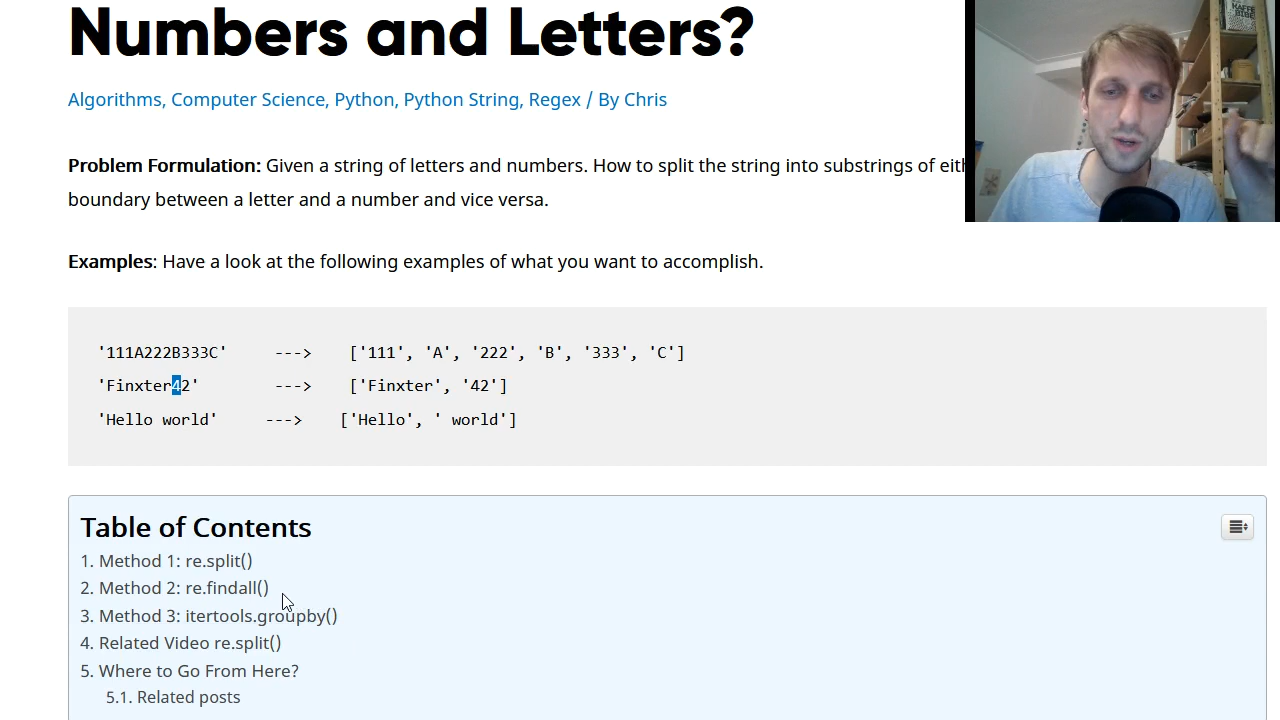 Numbers and Letters?
Algorithms, Computer Science, Python, Python String, Regex / By Chris
Problem Formulation: Given a string of letters and numbers. How to split the string into substrings of
boundary between a letter and a number and vice versa.
Examples: Have a look at the following examples of what you want to accomplish.
'111A222B333C' ---> ['111', 'A', '222', 'B', '333', 'C']
'Finxter42' ---> ['Finxter', '42']
'Hello world' ---> ['Hello', ' world']
Table of Contents
1. Method 1: re.split()
2. Method 2: re.findall()
3. Method 3: itertools.groupby()
4. Related Video re.split()
5. Where to Go From Here?
5.1. Related posts